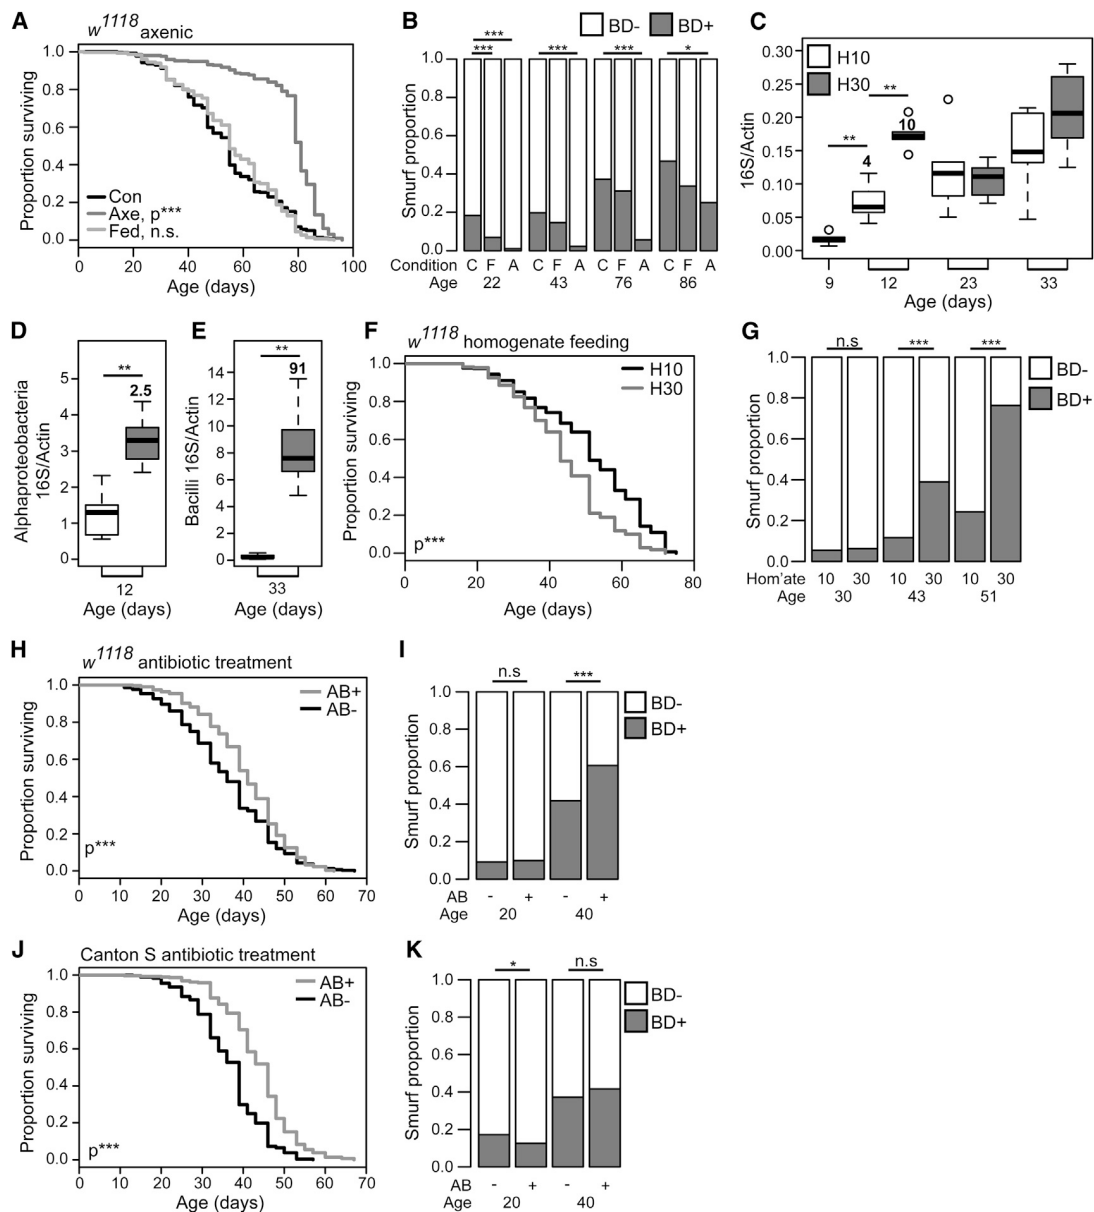 A
w1118 axenic
Proportion surviving
1.0
0.8
0.6
0.4
0.2
0.0
Con
Axe, p***
Fed, n.s.
0 20 40 60 80 100
Age (days)
B
BD- BD+
***
*** *** *** *
Smurf proportion
1.0
0.8
0.6
0.4
0.2
0.0
Condition C F A C F A C F A C F A
Age 22 43 76 86
C
H10
H30
16S/Actin
0.30
0.25
0.20
0.15
0.10
0.05
0.00
**
**
4
10
9 12 23 33
Age (days)
D
Alphaproteobacteria
16S/Actin
5
4
3
2
1
0
**
2.5
12
Age (days)
E
Bacilli 16S/Actin
14
12
10
8
6
4
2
0
**
91
33
Age (days)
F
w1118 homogenate feeding
Proportion surviving
1.0
0.8
0.6
0.4
0.2
0.0
H10
H30
p***
0 20 40 60 80
Age (days)
G
n.s *** ***
BD-
BD+
Smurf proportion
1.0
0.8
0.6
0.4
0.2
0.0
Hom'ate 10 30 10 30 10 30
Age 30 43 51
H
w1118 antibiotic treatment
Proportion surviving
1.0
0.8
0.6
0.4
0.2
0.0
AB+
AB-
p***
0 10 20 30 40 50 60 70
Age (days)
I
n.s ***
BD-
BD+
Smurf proportion
1.0
0.8
0.6
0.4
0.2
0.0
AB - + - +
Age 20 40
J
Canton S antibiotic treatment
Proportion surviving
1.0
0.8
0.6
0.4
0.2
0.0
AB+
AB-
p***
0 10 20 30 40 50 60 70
Age (days)
K
* n.s
BD-
BD+
Smurf proportion
1.0
0.8
0.6
0.4
0.2
0.0
AB - + - +
Age 20 40